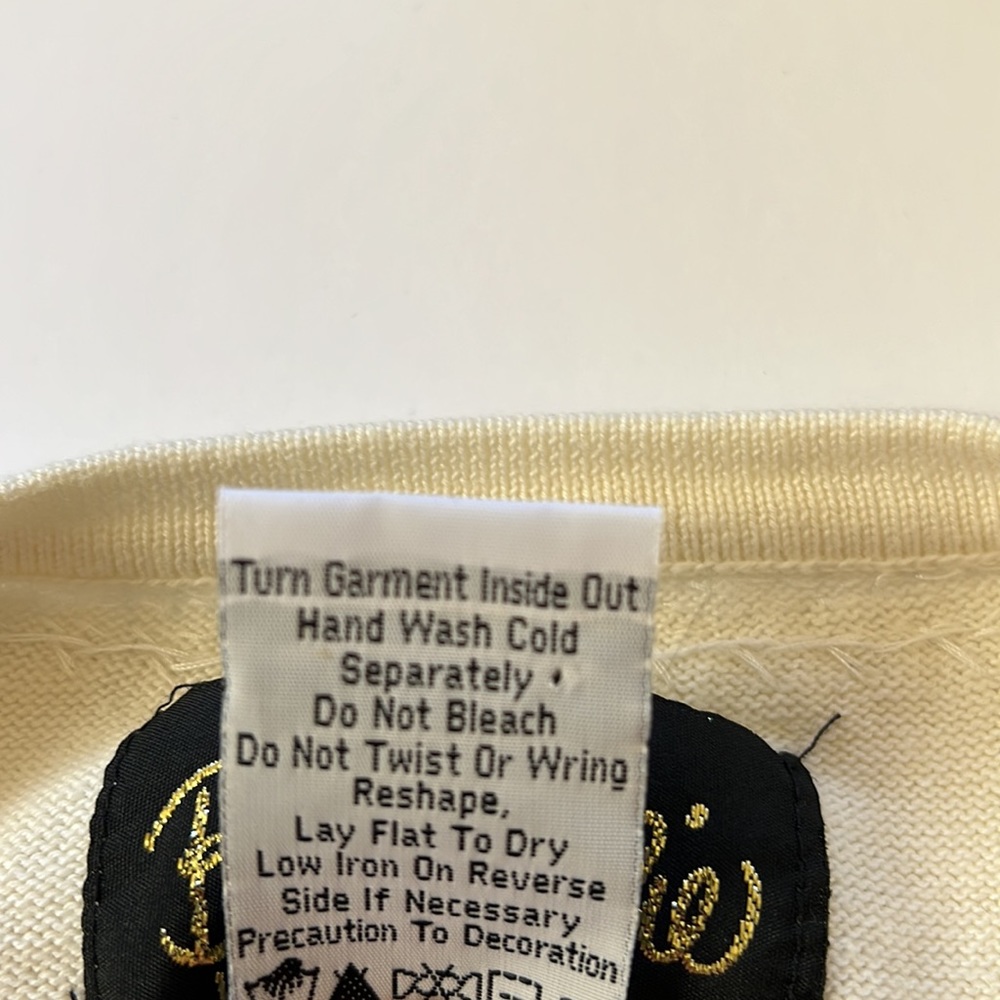 Turn Garment Inside Out
Hand Wash Cold
Separately
Do Not Bleach
Do Not Twist Or Wring
Reshape,
Lay Flat To Dry
Low Iron On Reverse
Side If Necessary
Precaution To Decoration